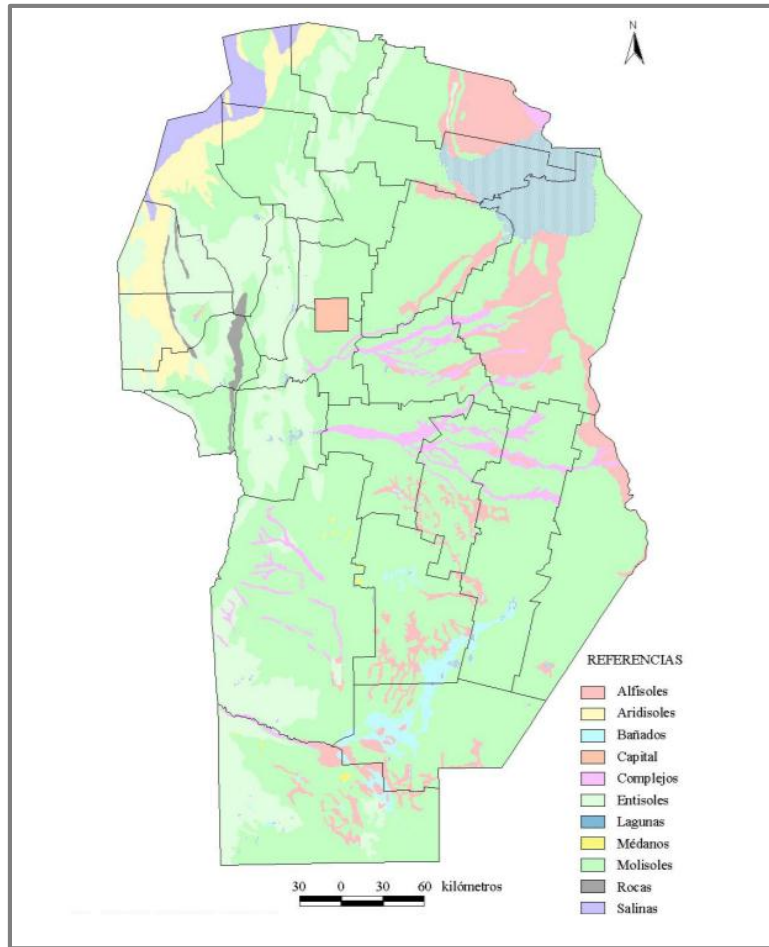 N
REFERENCIAS
Alfisoles
Aridisoles
Bañados
Capital
Complejos
Entisoles
Lagunas
Médanos
Molisoles
Rocas
Salinas
30 0 30 60 kilómetros